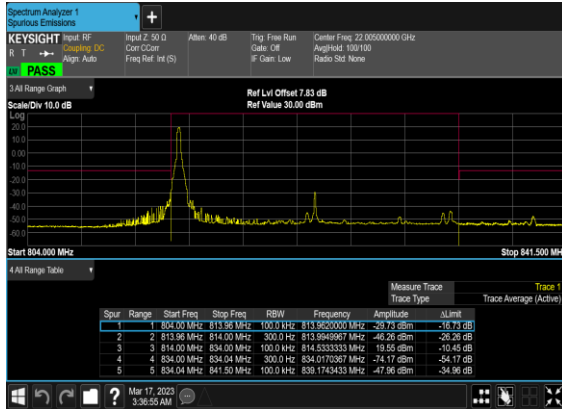 Spectrum Analyzer 1
Spurious Emissions
KEYSIGHT Input: RF Input Z: 50 Ω Atten: 40 dB Trig: Free Run Center Freq: 22.005000000 GHz
R T Coupling: DC Corr CCorr Gate: Off Avg|Hold: 100/100
Align: Auto Freq Ref: Int (S) IF Gain: Low Radio Std: None
PASS
3 All Range Graph
Ref Lvl Offset 7.83 dB
Scale/Div 10.0 dB Ref Value 30.00 dBm
Log
20.0
10.0
0.00
-10.0
-20.0
-30.0
-40.0
-50.0
-60.0
Start 804.000 MHz Stop 841.500 MH
4 All Range Table
Measure Trace Trace 1
Trace Type Trace Average (Active)
Spur Range Start Freq Stop Freq RBW Frequency Amplitude ΔLimit
1 1 804.00 MHz 813.96 MHz 100.0 kHz 813.9620000 MHz -29.73 dBm -16.73 dB
2 2 813.96 MHz 814.00 MHz 300.0 Hz 813.9949967 MHz -46.26 dBm -26.26 dB
3 3 814.00 MHz 834.00 MHz 100.0 kHz 814.5333333 MHz 19.55 dBm -10.45 dB
4 4 834.00 MHz 834.04 MHz 300.0 Hz 834.0170367 MHz -74.17 dBm -54.17 dB
5 5 834.04 MHz 841.50 MHz 100.0 kHz 839.1743433 MHz -47.96 dBm -34.96 dB
Mar 17, 2023
3:36:55 AM